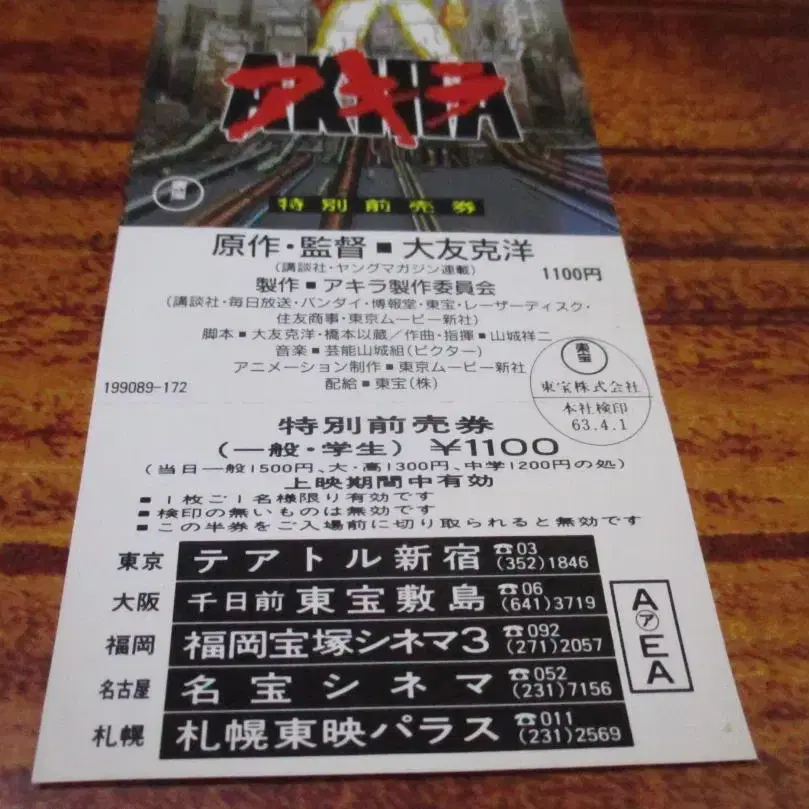 アキラ
AKIRA
東宝
特別前売券
原作・監督■大友克洋
(講談社・ヤングマガジン連載)
1100円
製作■アキラ製作委員会
(講談社・毎日放送・バンダイ・博報堂・東宝・レーザーディスク・
住友商事・東京ムービー新社)
脚本■大友克洋・橋本以蔵/作曲・指揮■山城祥二
音楽■芸能山城組(ビクター)
アニメーション制作■東京ムービー新社
配給■東宝(株)
199089-172
東宝
東宝株式会社
本社検印
63.4.1
特別前売券
(一般・学生) ¥1100
(当日一般1500円、大・高1300円、中学1200円の処)
上映期間中有効
■1枚ご1名様限り有効です
■検印の無いものは無効です
■この半券をご入場前に切り取られると無効です
東京 テアトル新宿 ☎03(352)1846
大阪 千日前東宝敷島 ☎06(641)3719
福岡 福岡宝塚シネマ3 ☎092(271)2057
名古屋 名宝シネマ ☎052(231)7156
札幌 札幌東映パラス ☎011(231)2569
A
ア
E
A